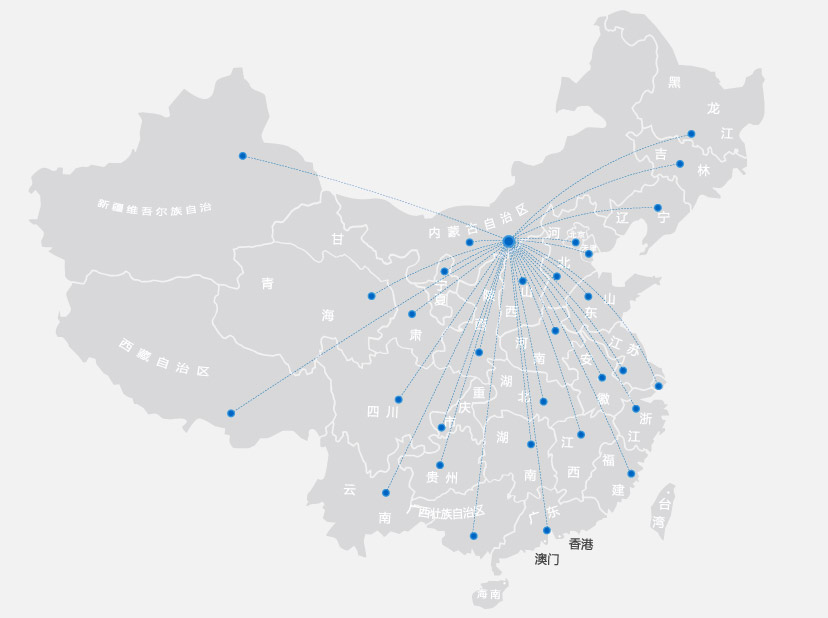 黑
龙
江
吉
林
辽
宁
内蒙古自治区
新疆维吾尔族自治
甘
肃
青
海
西藏自治区
宁
夏
陕
西
山
西
河
北
北京
山
东
河
南
江苏
安
徽
湖
北
重
庆
市
四川
浙
江
湖
南
江
西
福
建
贵州
云
南
广西壮族自治区
广东
台
湾
香港
澳门
海南